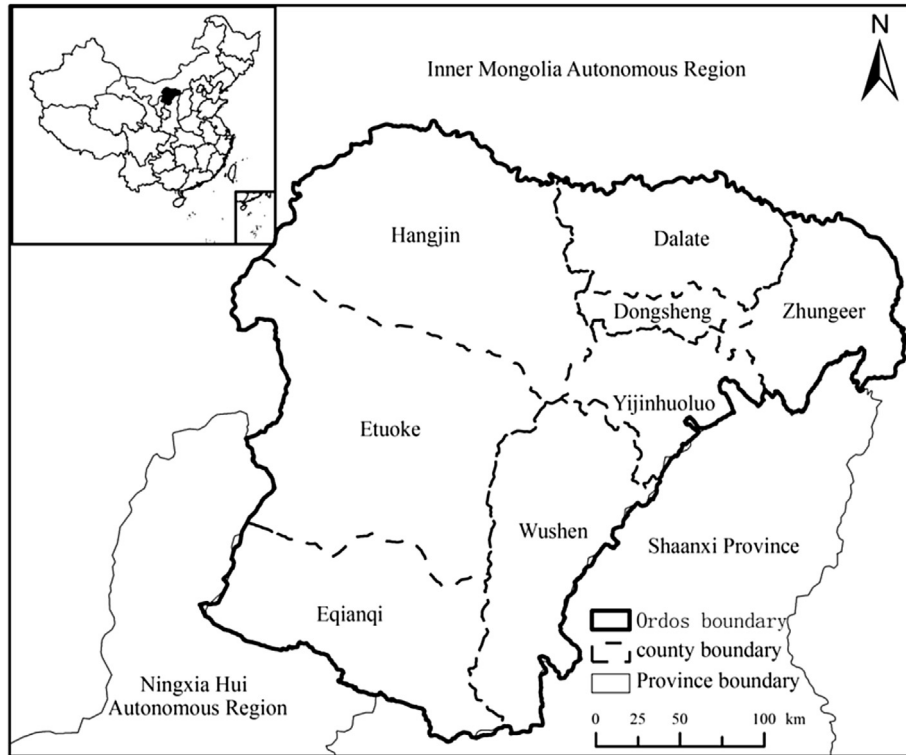 N
Inner Mongolia Autonomous Region
Hangjin
Dalate
Dongsheng
Zhungeer
Yijinhuoluo
Etuoke
Wushen
Shaanxi Province
Eqianqi
Ordos boundary
county boundary
Province boundary
Ningxia Hui
Autonomous Region
0 25 50 100 km